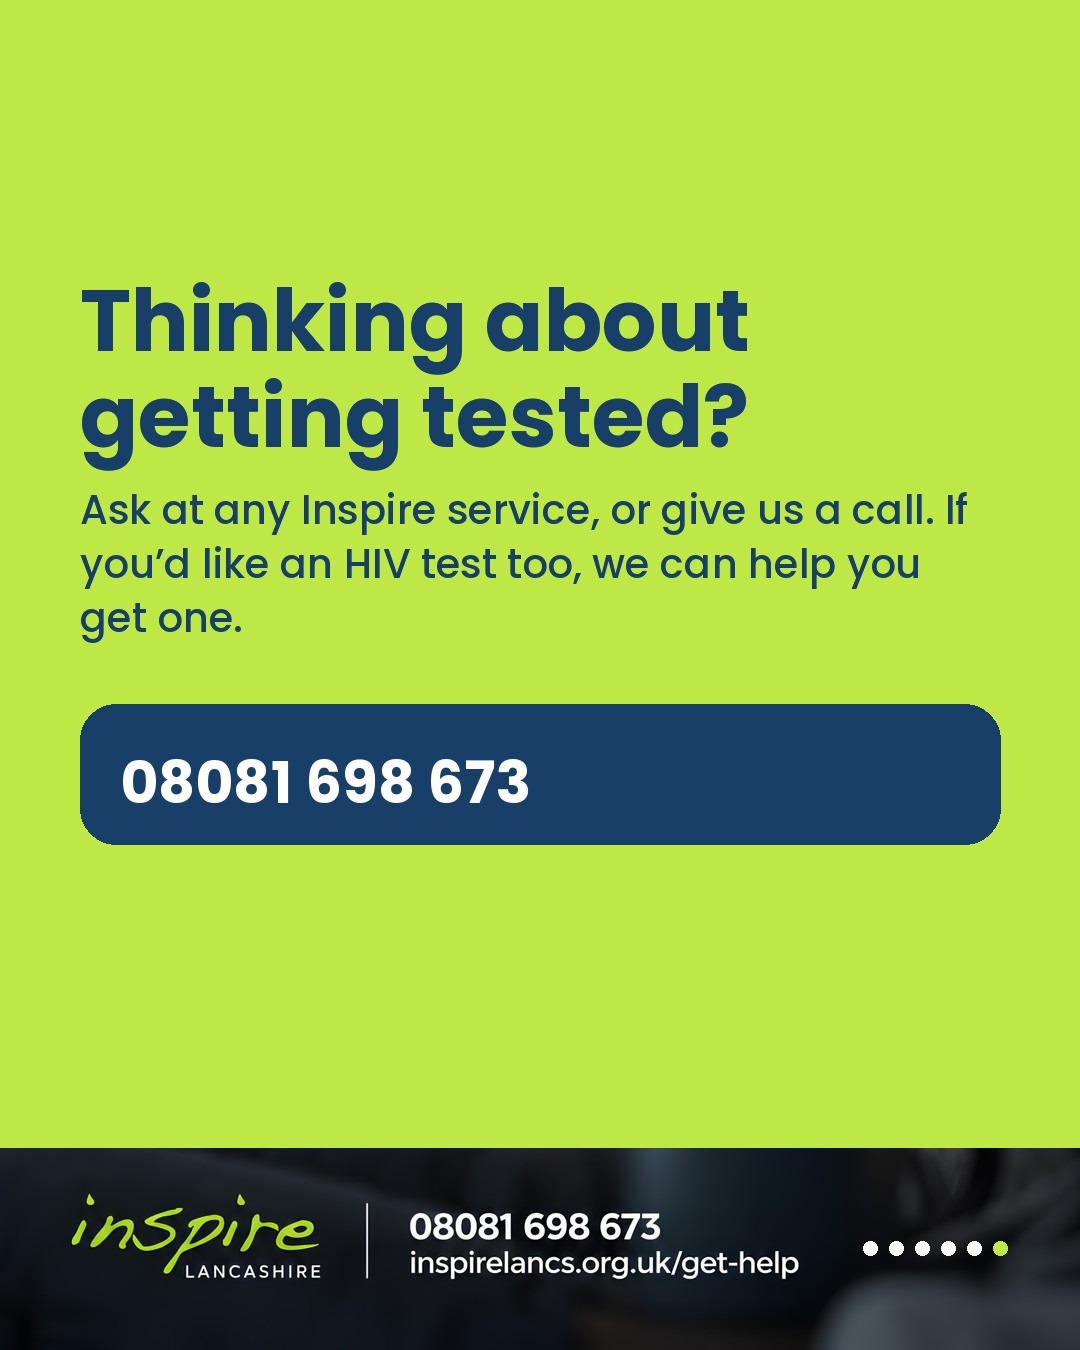 Thinking about
getting tested?
Ask at any Inspire service, or give us a call. If
you’d like an HIV test too, we can help you
get one.
08081 698 673
inspire
LANCASHIRE
08081 698 673
inspirelancs.org.uk/get-help